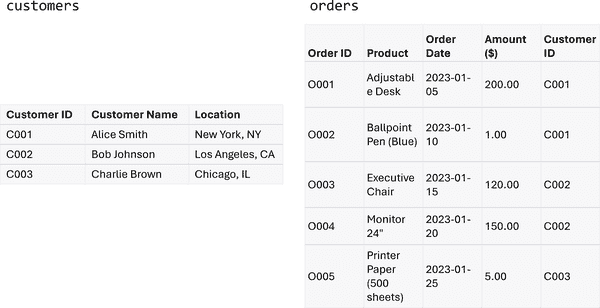 customers
Customer ID Customer Name Location
C001 Alice Smith New York, NY
C002 Bob Johnson Los Angeles, CA
C003 Charlie Brown Chicago, IL
orders
Order ID Product Order Date Amount ($) Customer ID
O001 Adjustable Desk 2023-01-05 200.00 C001
O002 Ballpoint Pen (Blue) 2023-01-10 1.00 C001
O003 Executive Chair 2023-01-15 120.00 C002
O004 Monitor 24" 2023-01-20 150.00 C002
O005 Printer Paper (500 sheets) 2023-01-25 5.00 C003